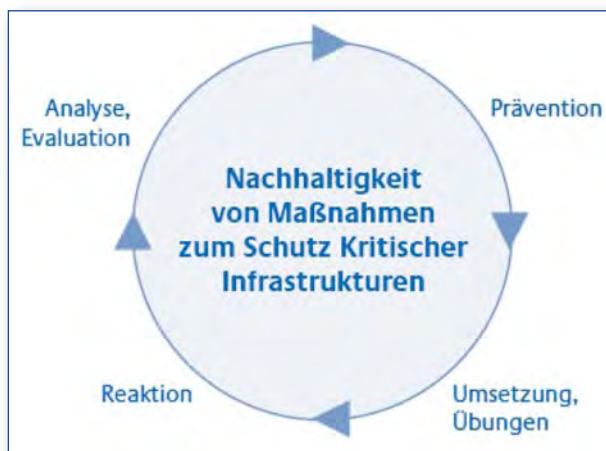 Analyse,
Evaluation
Prävention
Nachhaltigkeit
von Maßnahmen
zum Schutz Kritischer
Infrastrukturen
Reaktion
Umsetzung,
Übungen